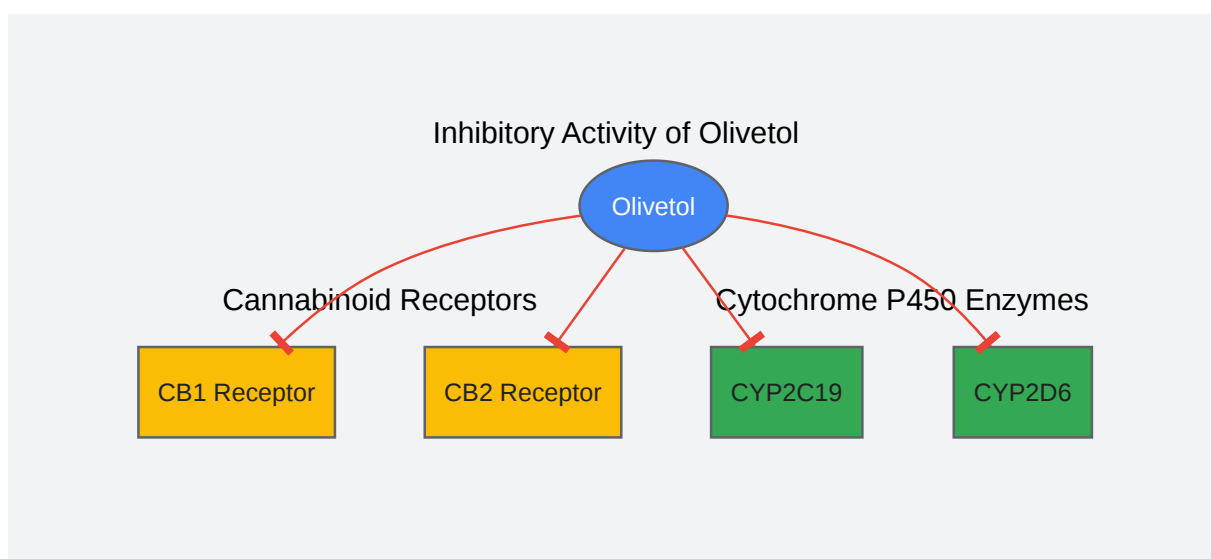 Inhibitory Activity of Olivetol
Olivetol
Cannabinoid Receptors
Cytochrome P450 Enzymes
CB1 Receptor
CB2 Receptor
CYP2C19
CYP2D6